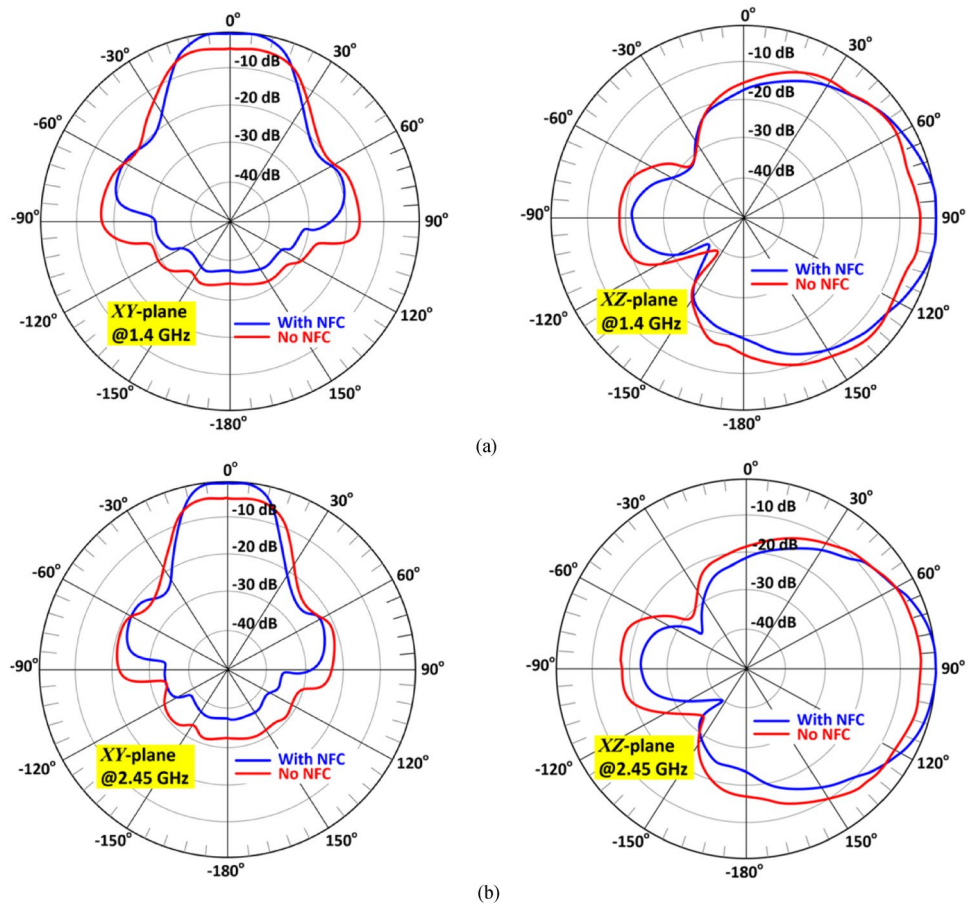 0°
-30°
30°
-10 dB
-20 dB
-60°
60°
-30 dB
-40 dB
-90°
90°
XY-plane
@1.4 GHz
With NFC
No NFC
-120°
120°
-150°
150°
-180°
0°
-30°
30°
-10 dB
-20 dB
-60°
60°
-30 dB
-40 dB
-90°
90°
With NFC
No NFC
XZ-plane
@1.4 GHz
-120°
120°
-150°
150°
-180°
(a)
0°
-30°
30°
-10 dB
-20 dB
-60°
60°
-30 dB
-40 dB
-90°
90°
XY-plane
@2.45 GHz
With NFC
No NFC
-120°
120°
-150°
150°
-180°
0°
-30°
30°
-10 dB
-20 dB
-60°
60°
-30 dB
-40 dB
-90°
90°
With NFC
No NFC
XZ-plane
@2.45 GHz
-120°
120°
-150°
150°
-180°
(b)